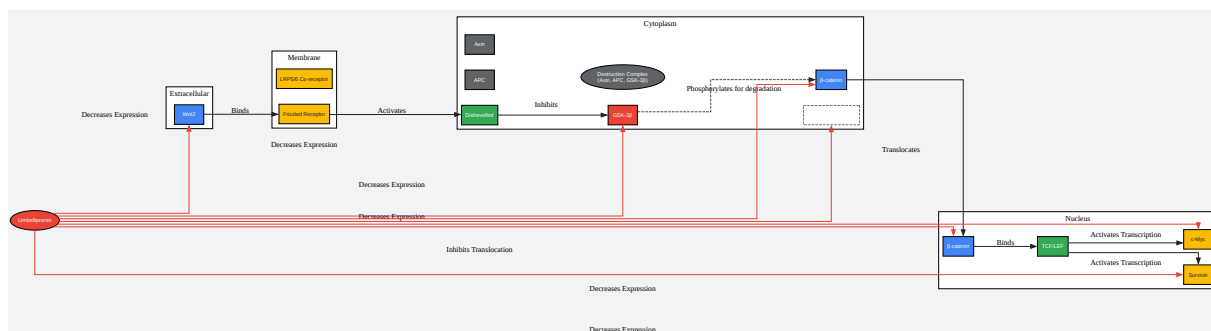 Cytoplasm
Axin
Membrane
LRP5/6 Co-receptor
APC
Destruction Complex
(Axin, APC, GSK-3β)
β-catenin
Phosphorylates for degradation
Extracellular
Wnt2
Binds
Frizzled Receptor
Activates
Dishevelled
Inhibits
GSK-3β
Decreases Expression
Decreases Expression
Translocates
Decreases Expression
Decreases Expression
Umbelliprenin
Nucleus
Inhibits Translocation
β-catenin
Binds
TCF/LEF
Activates Transcription
c-Myc
Activates Transcription
Survivin
Decreases Expression
Decreases Expression